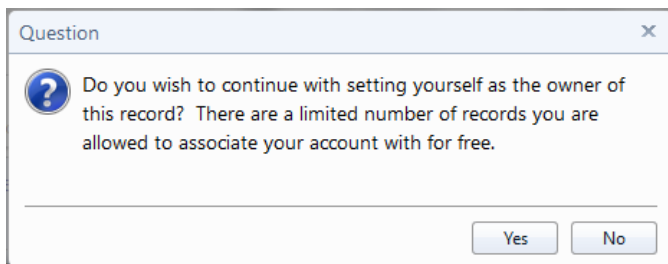 Question
Do you wish to continue with setting yourself as the owner of
this record?  There are a limited number of records you are
allowed to associate your account with for free.
Yes
No